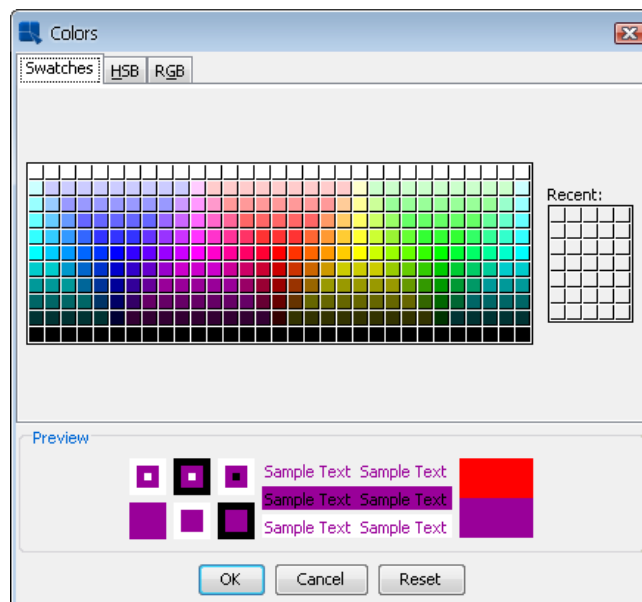 Colors
Swatches HSB RGB
Recent:
Preview
Sample Text Sample Text
Sample Text Sample Text
Sample Text Sample Text
OK Cancel Reset